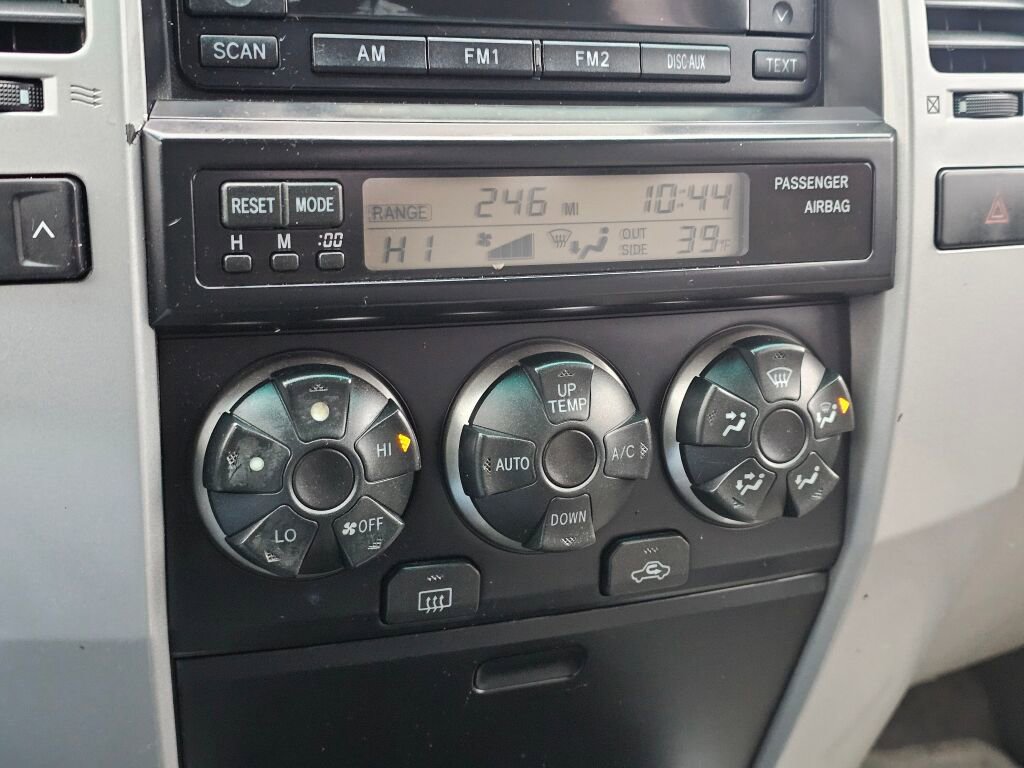 SCAN AM FM1 FM2 DISC·AUX TEXT
RESET MODE
H M :00
RANGE 246 MI 10:44
HI OUT SIDE 39°F
PASSENGER
AIRBAG
HI
LO
OFF
UP
TEMP
AUTO
A/C
DOWN